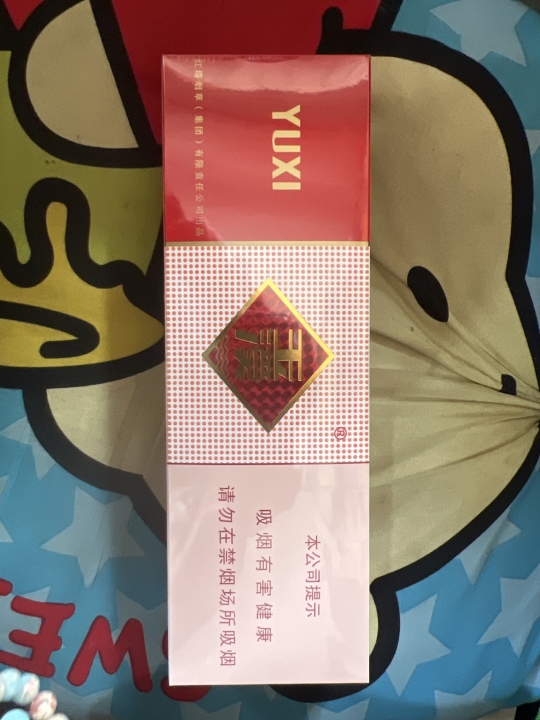 YUXI
红塔烟草（集团）有限责任公司出品
玉溪
®
本公司提示
吸烟有害健康
请勿在禁烟场所吸烟
SWE